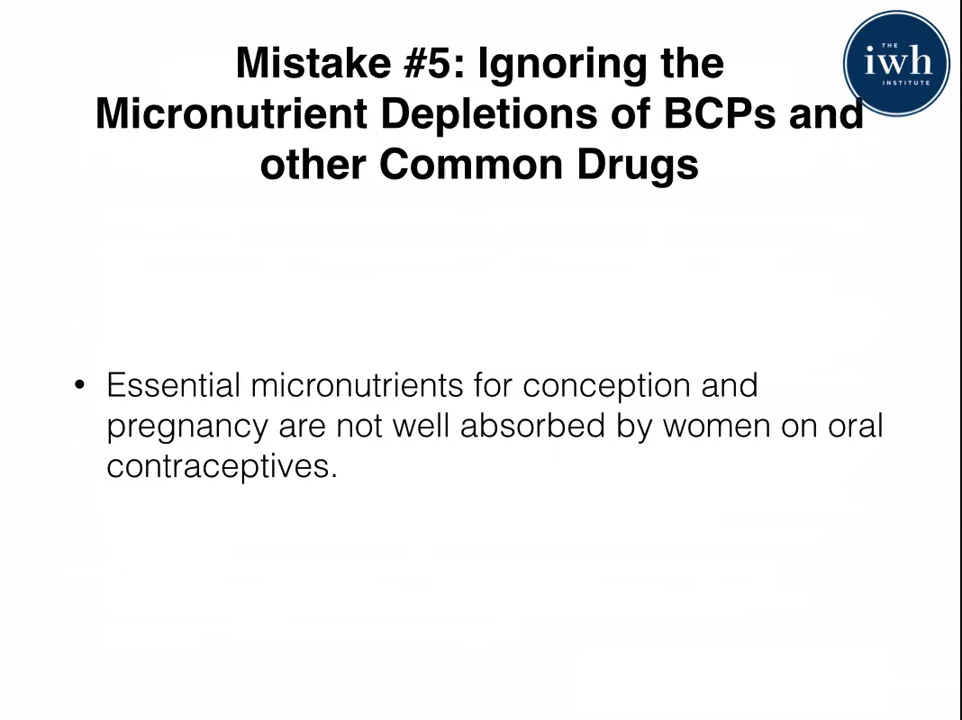 THE
iwh
INSTITUTE
Mistake #5: Ignoring the
Micronutrient Depletions of BCPs and
other Common Drugs
• Essential micronutrients for conception and
pregnancy are not well absorbed by women on oral
contraceptives.